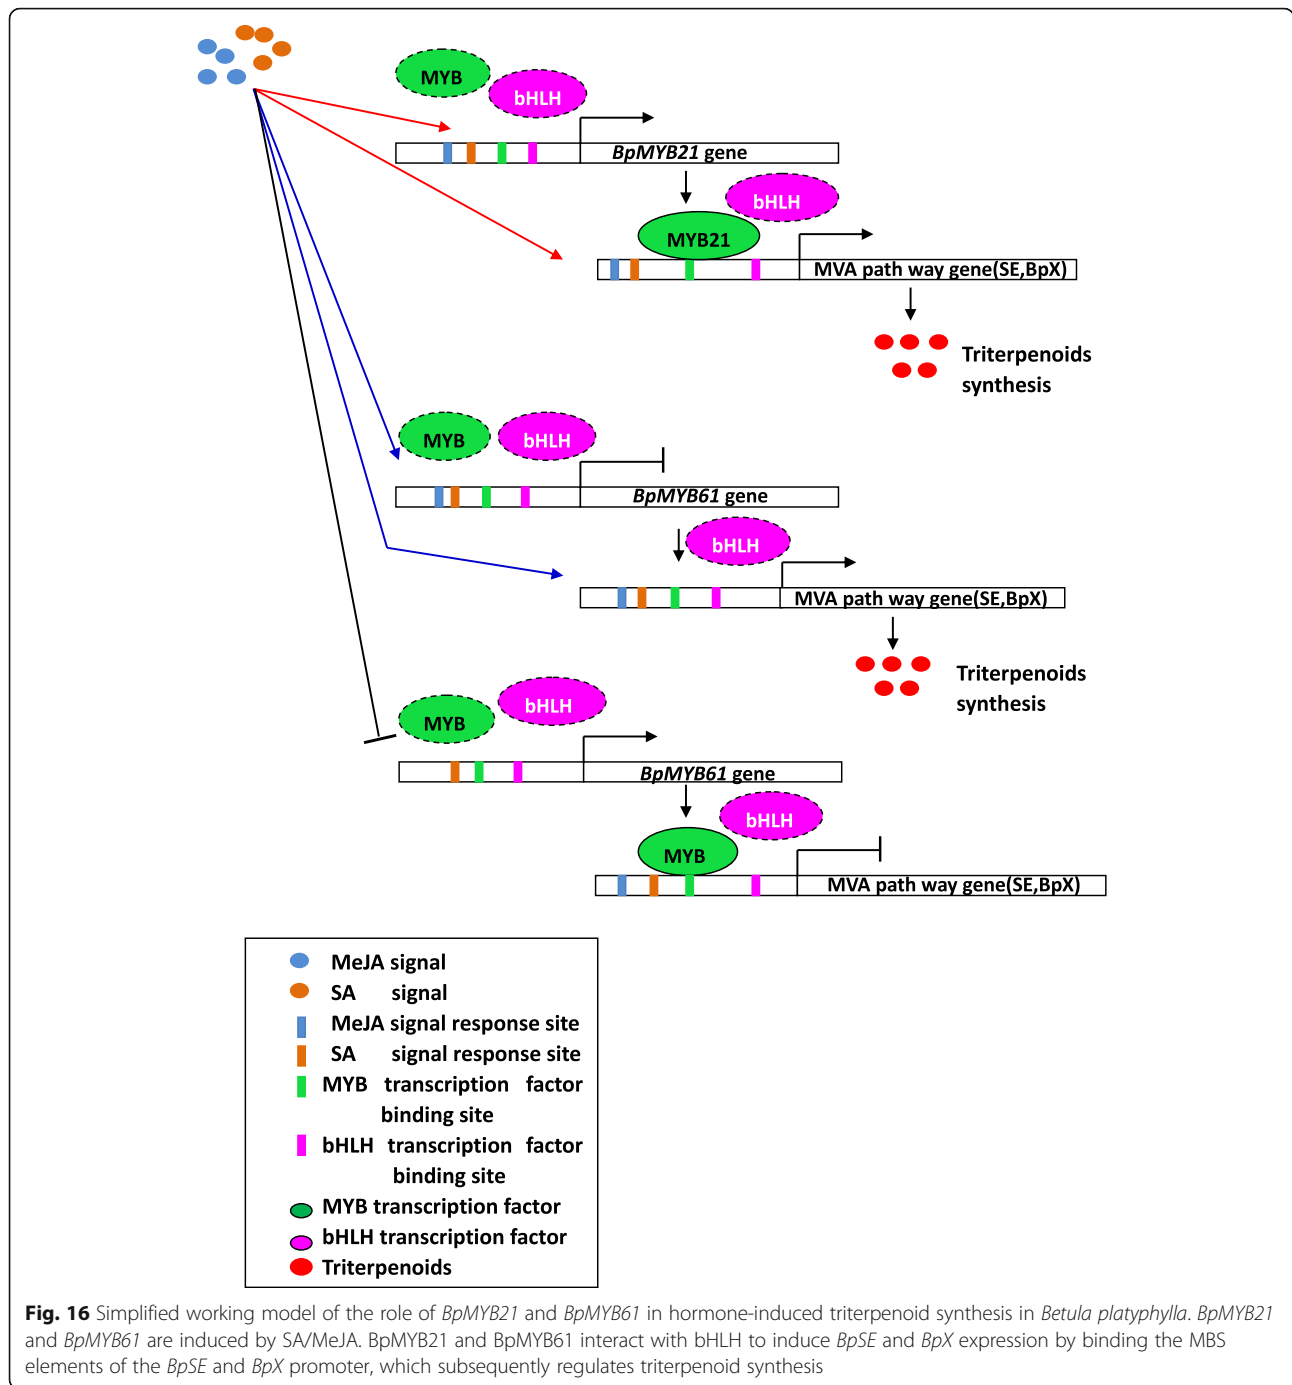 MYB
bHLH
BpMYB21 gene
bHLH
MYB21
MVA path way gene(SE,BpX)
Triterpenoids
synthesis
MYB
bHLH
BpMYB61 gene
bHLH
MVA path way gene(SE,BpX)
Triterpenoids
synthesis
MYB
bHLH
BpMYB61 gene
bHLH
MYB
MVA path way gene(SE,BpX)
MeJA signal
SA signal
MeJA signal response site
SA signal response site
MYB transcription factor
binding site
bHLH transcription factor
binding site
MYB transcription factor
bHLH transcription factor
Triterpenoids
Fig. 16 Simplified working model of the role of BpMYB21 and BpMYB61 in hormone-induced triterpenoid synthesis in Betula platyphylla. BpMYB21
and BpMYB61 are induced by SA/MeJA. BpMYB21 and BpMYB61 interact with bHLH to induce BpSE and BpX expression by binding the MBS
elements of the BpSE and BpX promoter, which subsequently regulates triterpenoid synthesis